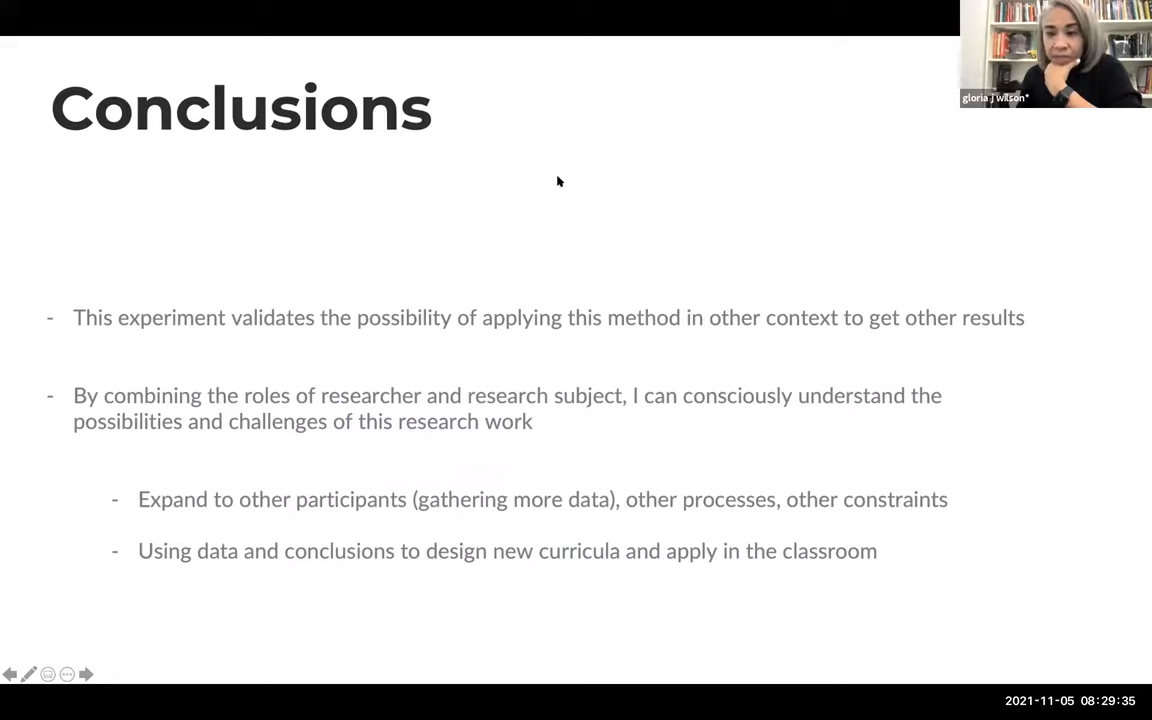 Conclusions
gloria j wilson*
- This experiment validates the possibility of applying this method in other context to get other results
- By combining the roles of researcher and research subject, I can consciously understand the
possibilities and challenges of this research work
- Expand to other participants (gathering more data), other processes, other constraints
- Using data and conclusions to design new curricula and apply in the classroom
2021-11-05 08:29:35